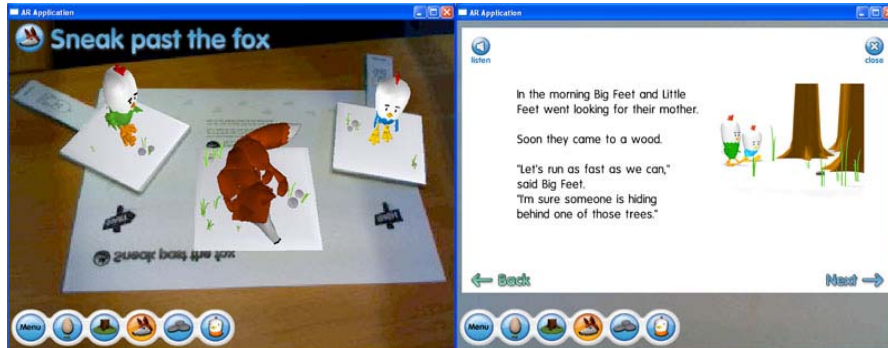 AR Application
Sneak past the fox
Sneak past the fox
Menu
AR Application
listen
close
In the morning Big Feet and Little
Feet went looking for their mother.
Soon they came to a wood.
"Let's run as fast as we can,"
said Big Feet.
"I'm sure someone is hiding
behind one of those trees."
Back
Next
Menu